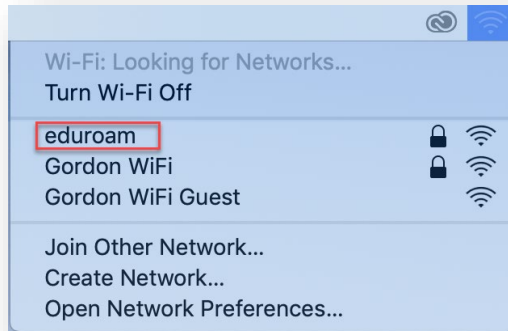 Wi-Fi: Looking for Networks...
Turn Wi-Fi Off
eduroam
Gordon WiFi
Gordon WiFi Guest
Join Other Network...
Create Network...
Open Network Preferences...